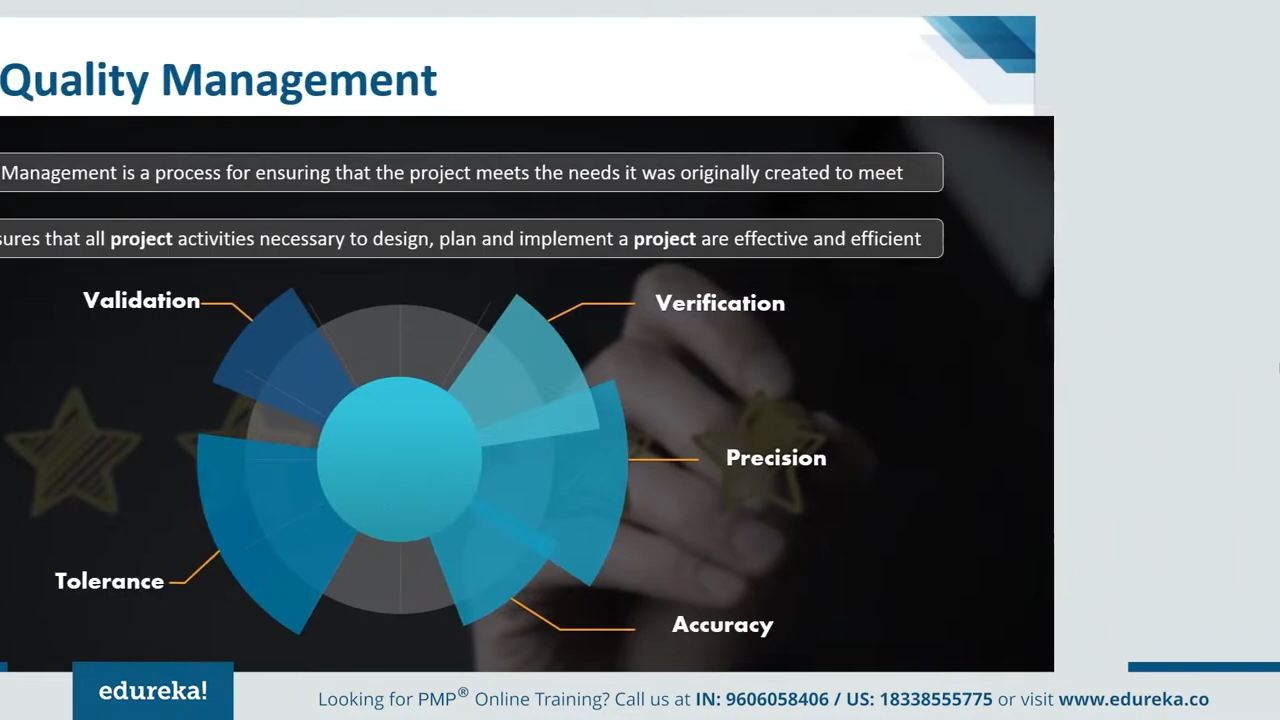 Quality Management
Management is a process for ensuring that the project meets the needs it was originally created to meet
sures that all project activities necessary to design, plan and implement a project are effective and efficient
Validation
Verification
Precision
Tolerance
Accuracy
edureka!
Looking for PMP® Online Training? Call us at IN: 9606058406 / US: 18338555775 or visit www.edureka.co